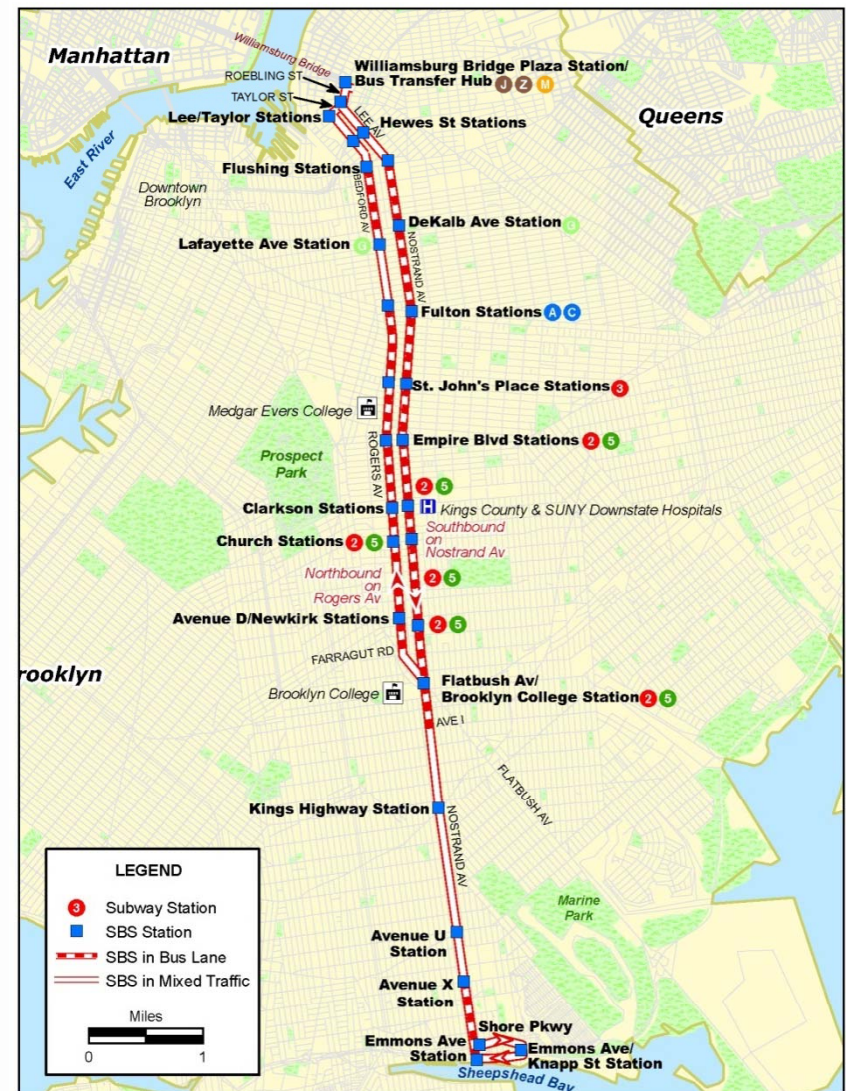 Manhattan
Williamsburg Bridge
ROEBLING ST
Williamsburg Bridge Plaza Station/
Bus Transfer Hub J Z M
TAYLOR ST
Lee/Taylor Stations
LEE AV
Hewes St Stations
Queens
East River
Flushing Stations
Downtown
Brooklyn
BEDFORD AV
DeKalb Ave Station G
Lafayette Ave Station G
NOSTRAND AV
Fulton Stations A C
St. John's Place Stations 3
Medgar Evers College
Empire Blvd Stations 2 5
Prospect
Park
ROGERS AV
2 5
Clarkson Stations
H Kings County & SUNY Downstate Hospitals
Church Stations 2 5
Southbound
on
Nostrand Av
Northbound
on
Rogers Av
2 5
Avenue D/Newkirk Stations
2 5
FARRAGUT RD
rooklyn
Flatbush Av/
Brooklyn College Station 2 5
Brooklyn College
AVE I
FLATBUSH AV
Kings Highway Station
NOSTRAND AV
LEGEND
3 Subway Station
SBS Station
SBS in Bus Lane
SBS in Mixed Traffic
Miles
0 1
Marine
Park
Avenue U
Station
Avenue X
Station
Shore Pkwy
Emmons Ave
Station
Emmons Ave/
Knapp St Station
Sheepshead Bay